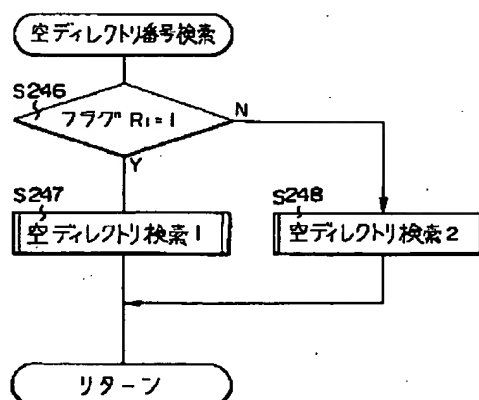 空ディレクトリ番号検索
S246
フラグ R1=1
N
Y
S247
空ディレクトリ検索1
S248
空ディレクトリ検索2
リターン